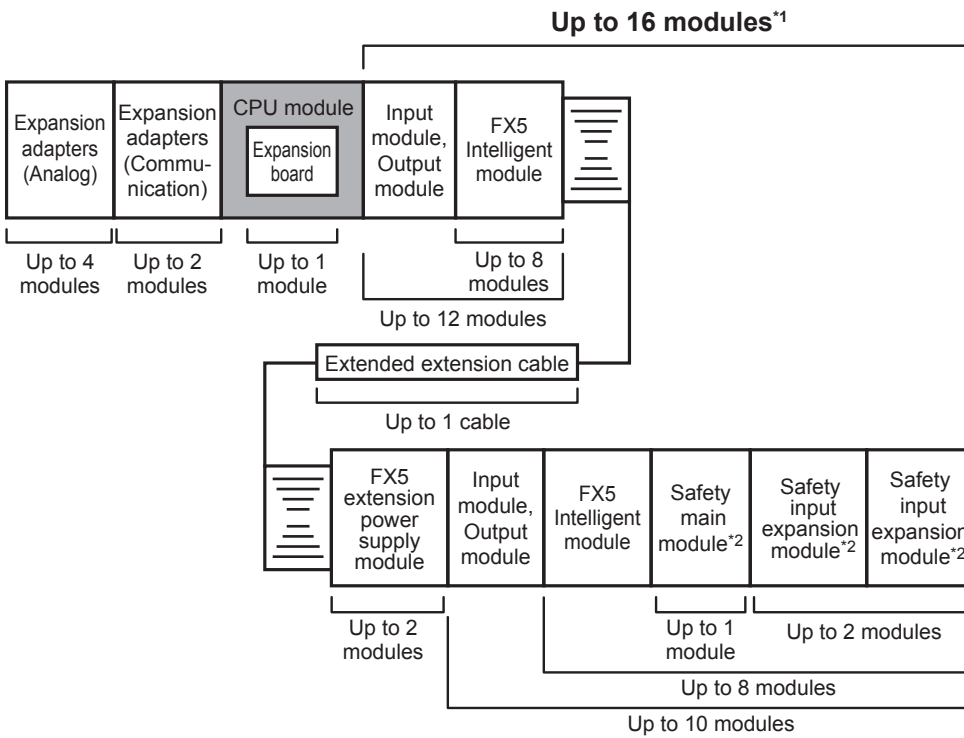 Up to 16 modules*1
Expansion
adapters
(Analog)
Expansion
adapters
(Commu-
nication)
CPU module
Expansion
board
Input
module,
Output
module
FX5
Intelligent
module
Up to 4
modules
Up to 2
modules
Up to 1
module
Up to 8
modules
Up to 12 modules
Extended extension cable
Up to 1 cable
FX5
extension
power
supply
module
Input
module,
Output
module
FX5
Intelligent
module
Safety
main
module*2
Safety
input
expansion
module*2
Safety
input
expansion
module*2
Up to 2
modules
Up to 1
module
Up to 2 modules
Up to 8 modules
Up to 10 modules